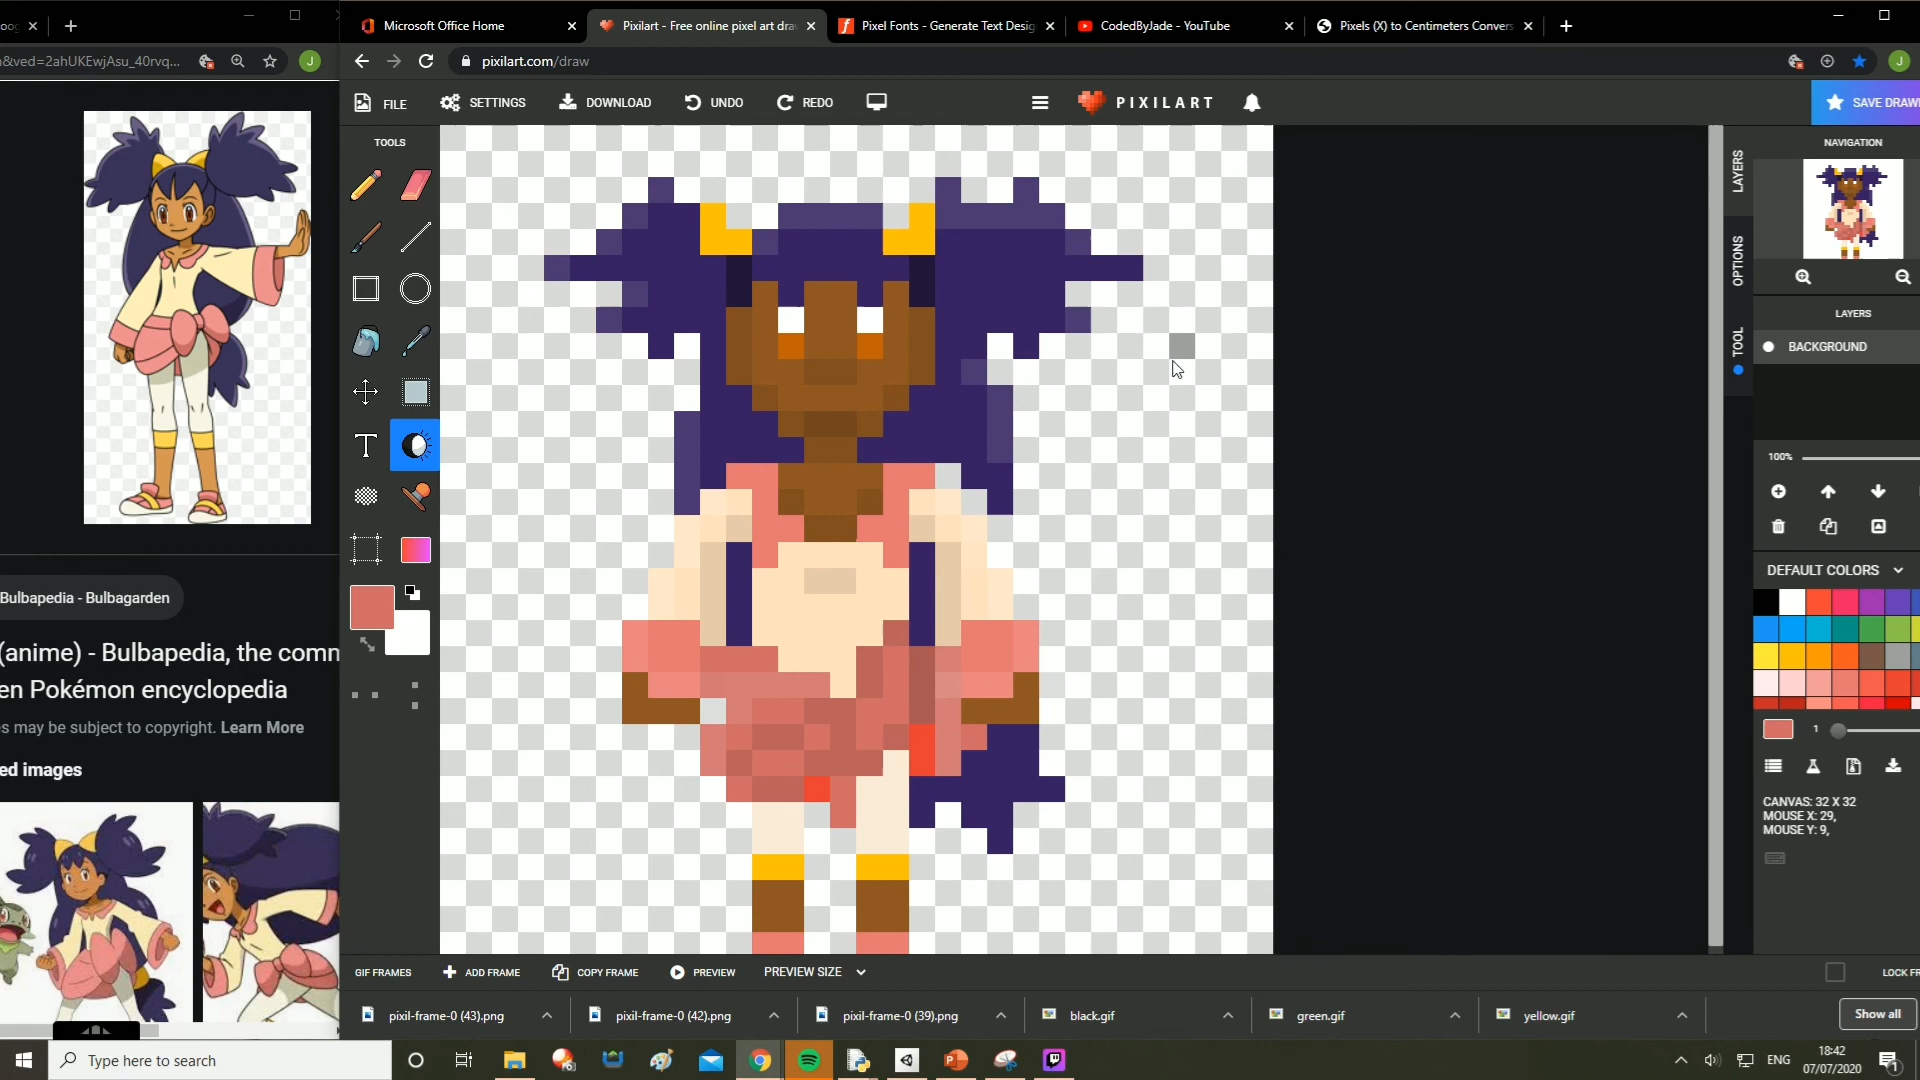 Microsoft Office Home
Pixilart - Free online pixel art dra
Pixel Fonts - Generate Text Desig
CodedByJade - YouTube
Pixels (X) to Centimeters Convers
&ved=2ahUKEwjAsu_40rvq...
J
pixilart.com/draw
J
FILE
SETTINGS
DOWNLOAD
UNDO
REDO
PIXILART
SAVE DRAWI
TOOLS
T
LAYERS
OPTIONS
TOOL
NAVIGATION
LAYERS
BACKGROUND
100%
DEFAULT COLORS
1
CANVAS: 32 X 32
MOUSE X: 29,
MOUSE Y: 9,
Bulbapedia - Bulbagarden
(anime) - Bulbapedia, the comm
en Pokémon encyclopedia
s may be subject to copyright. Learn More
ed images
GIF FRAMES
ADD FRAME
COPY FRAME
PREVIEW
PREVIEW SIZE
LOCK FR
pixil-frame-0 (43).png
pixil-frame-0 (42).png
pixil-frame-0 (39).png
black.gif
green.gif
yellow.gif
Show all
Type here to search
ENG
18:42
07/07/2020
1